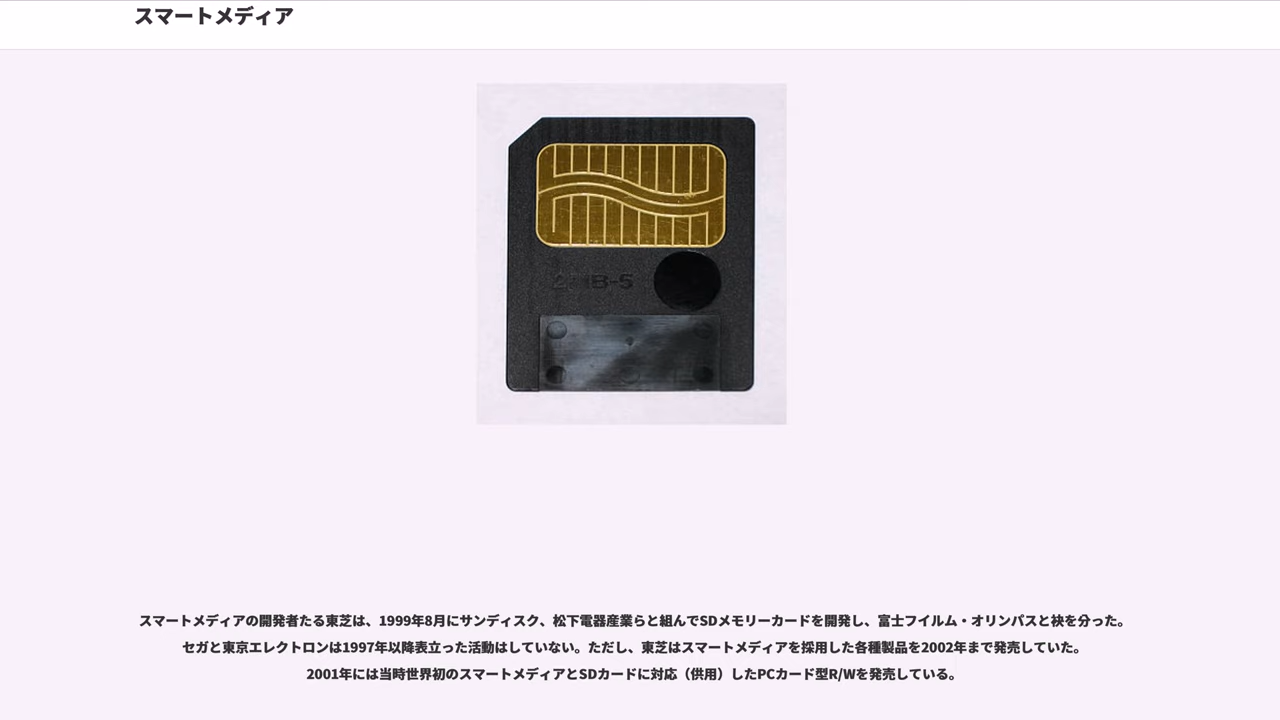 スマートメディア
スマートメディアの開発者たる東芝は、1999年8月にサンディスク、松下電器産業らと組んでSDメモリーカードを開発し、富士フイルム・オリンパスと袂を分った。
セガと東京エレクトロンは1997年以降表立った活動はしていない。ただし、東芝はスマートメディアを採用した各種製品を2002年まで発売していた。
2001年には当時世界初のスマートメディアとSDカードに対応（供用）したPCカード型R/Wを発売している。